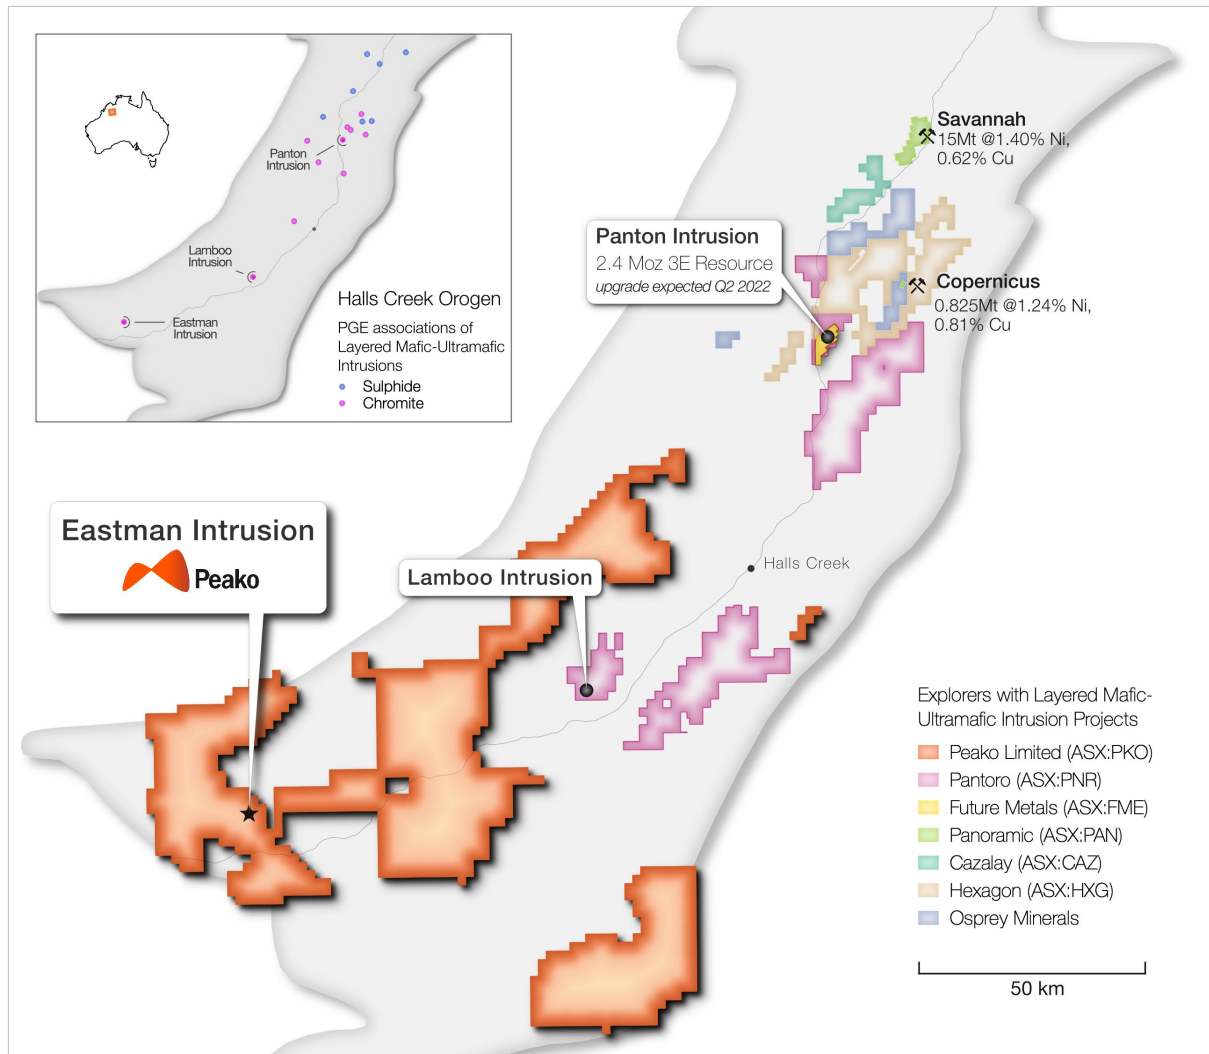 Panton
Intrusion
Lamboo
Intrusion
Eastman
Intrusion
Halls Creek Orogen
PGE associations of
Layered Mafic-Ultramafic
Intrusions
Sulphide
Chromite
Savannah
15Mt @1.40% Ni,
0.62% Cu
Panton Intrusion
2.4 Moz 3E Resource
upgrade expected Q2 2022
Copernicus
0.825Mt @1.24% Ni,
0.81% Cu
Eastman Intrusion
Peako
Lamboo Intrusion
Halls Creek
Explorers with Layered Mafic-
Ultramafic Intrusion Projects
Peako Limited (ASX:PKO)
Pantoro (ASX:PNR)
Future Metals (ASX:FME)
Panoramic (ASX:PAN)
Cazalay (ASX:CAZ)
Hexagon (ASX:HXG)
Osprey Minerals
50 km